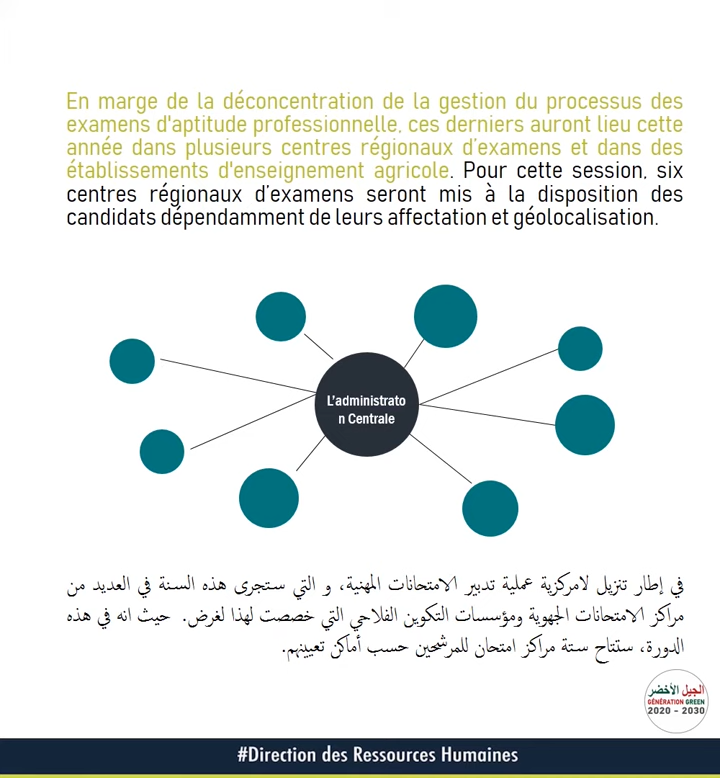 En marge de la déconcentration de la gestion du processus des
examens d'aptitude professionnelle, ces derniers auront lieu cette
année dans plusieurs centres régionaux d'examens et dans des
établissements d'enseignement agricole. Pour cette session, six
centres régionaux d'examens seront mis à la disposition des
candidats dépendamment de leurs affectation et géolocalisation.
L'administratio
n Centrale
في إطار تنزيل لامركزية عملية تدبير الامتحانات المهنية، و التي ستجرى هذه السنة في العديد من
مراكز الامتحانات الجهوية ومؤسسات التكوين الفلاحي التي خصصت لهذا لغرض. حيث انه في هذه
الدورة، ستتاح ستة مراكز امتحان للمرشحين حسب أماكن تعيينهم.
الجيل الأخضر
GÉNÉRATION GREEN
2020 - 2030
#Direction des Ressources Humaines